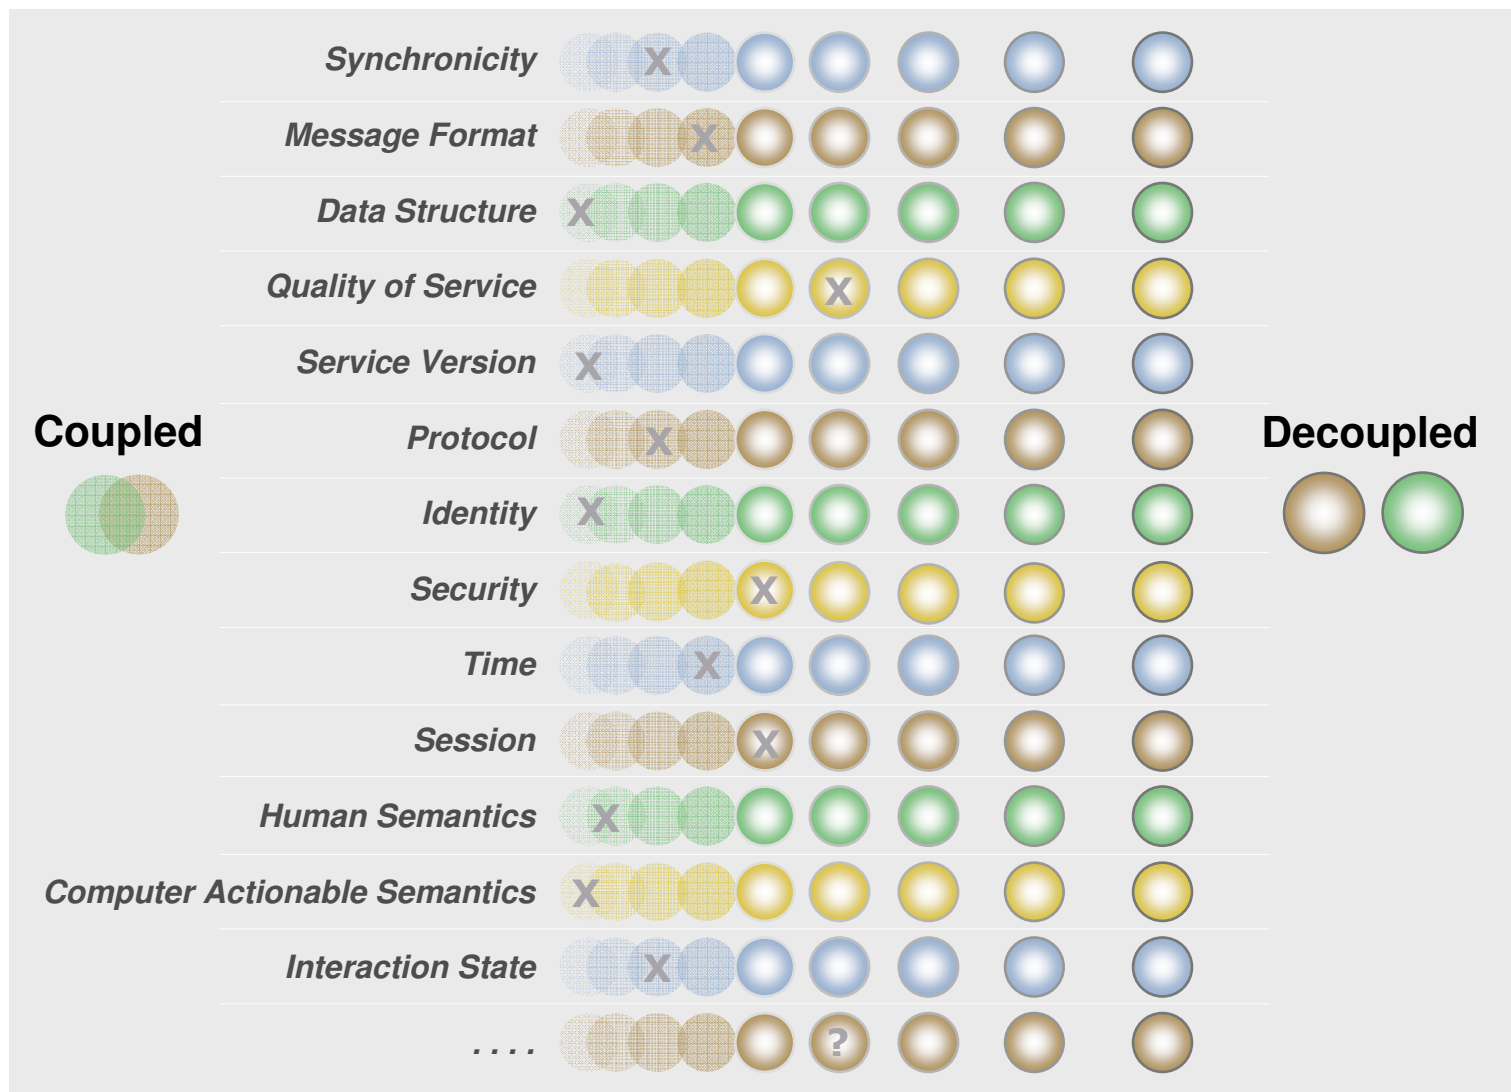 Synchronicity X
Message Format X
Data Structure X
Quality of Service X
Service Version X
Coupled
Protocol X
Decoupled
Identity X
Security X
Time X
Session X
Human Semantics X
Computer Actionable Semantics X
Interaction State X
.... ?